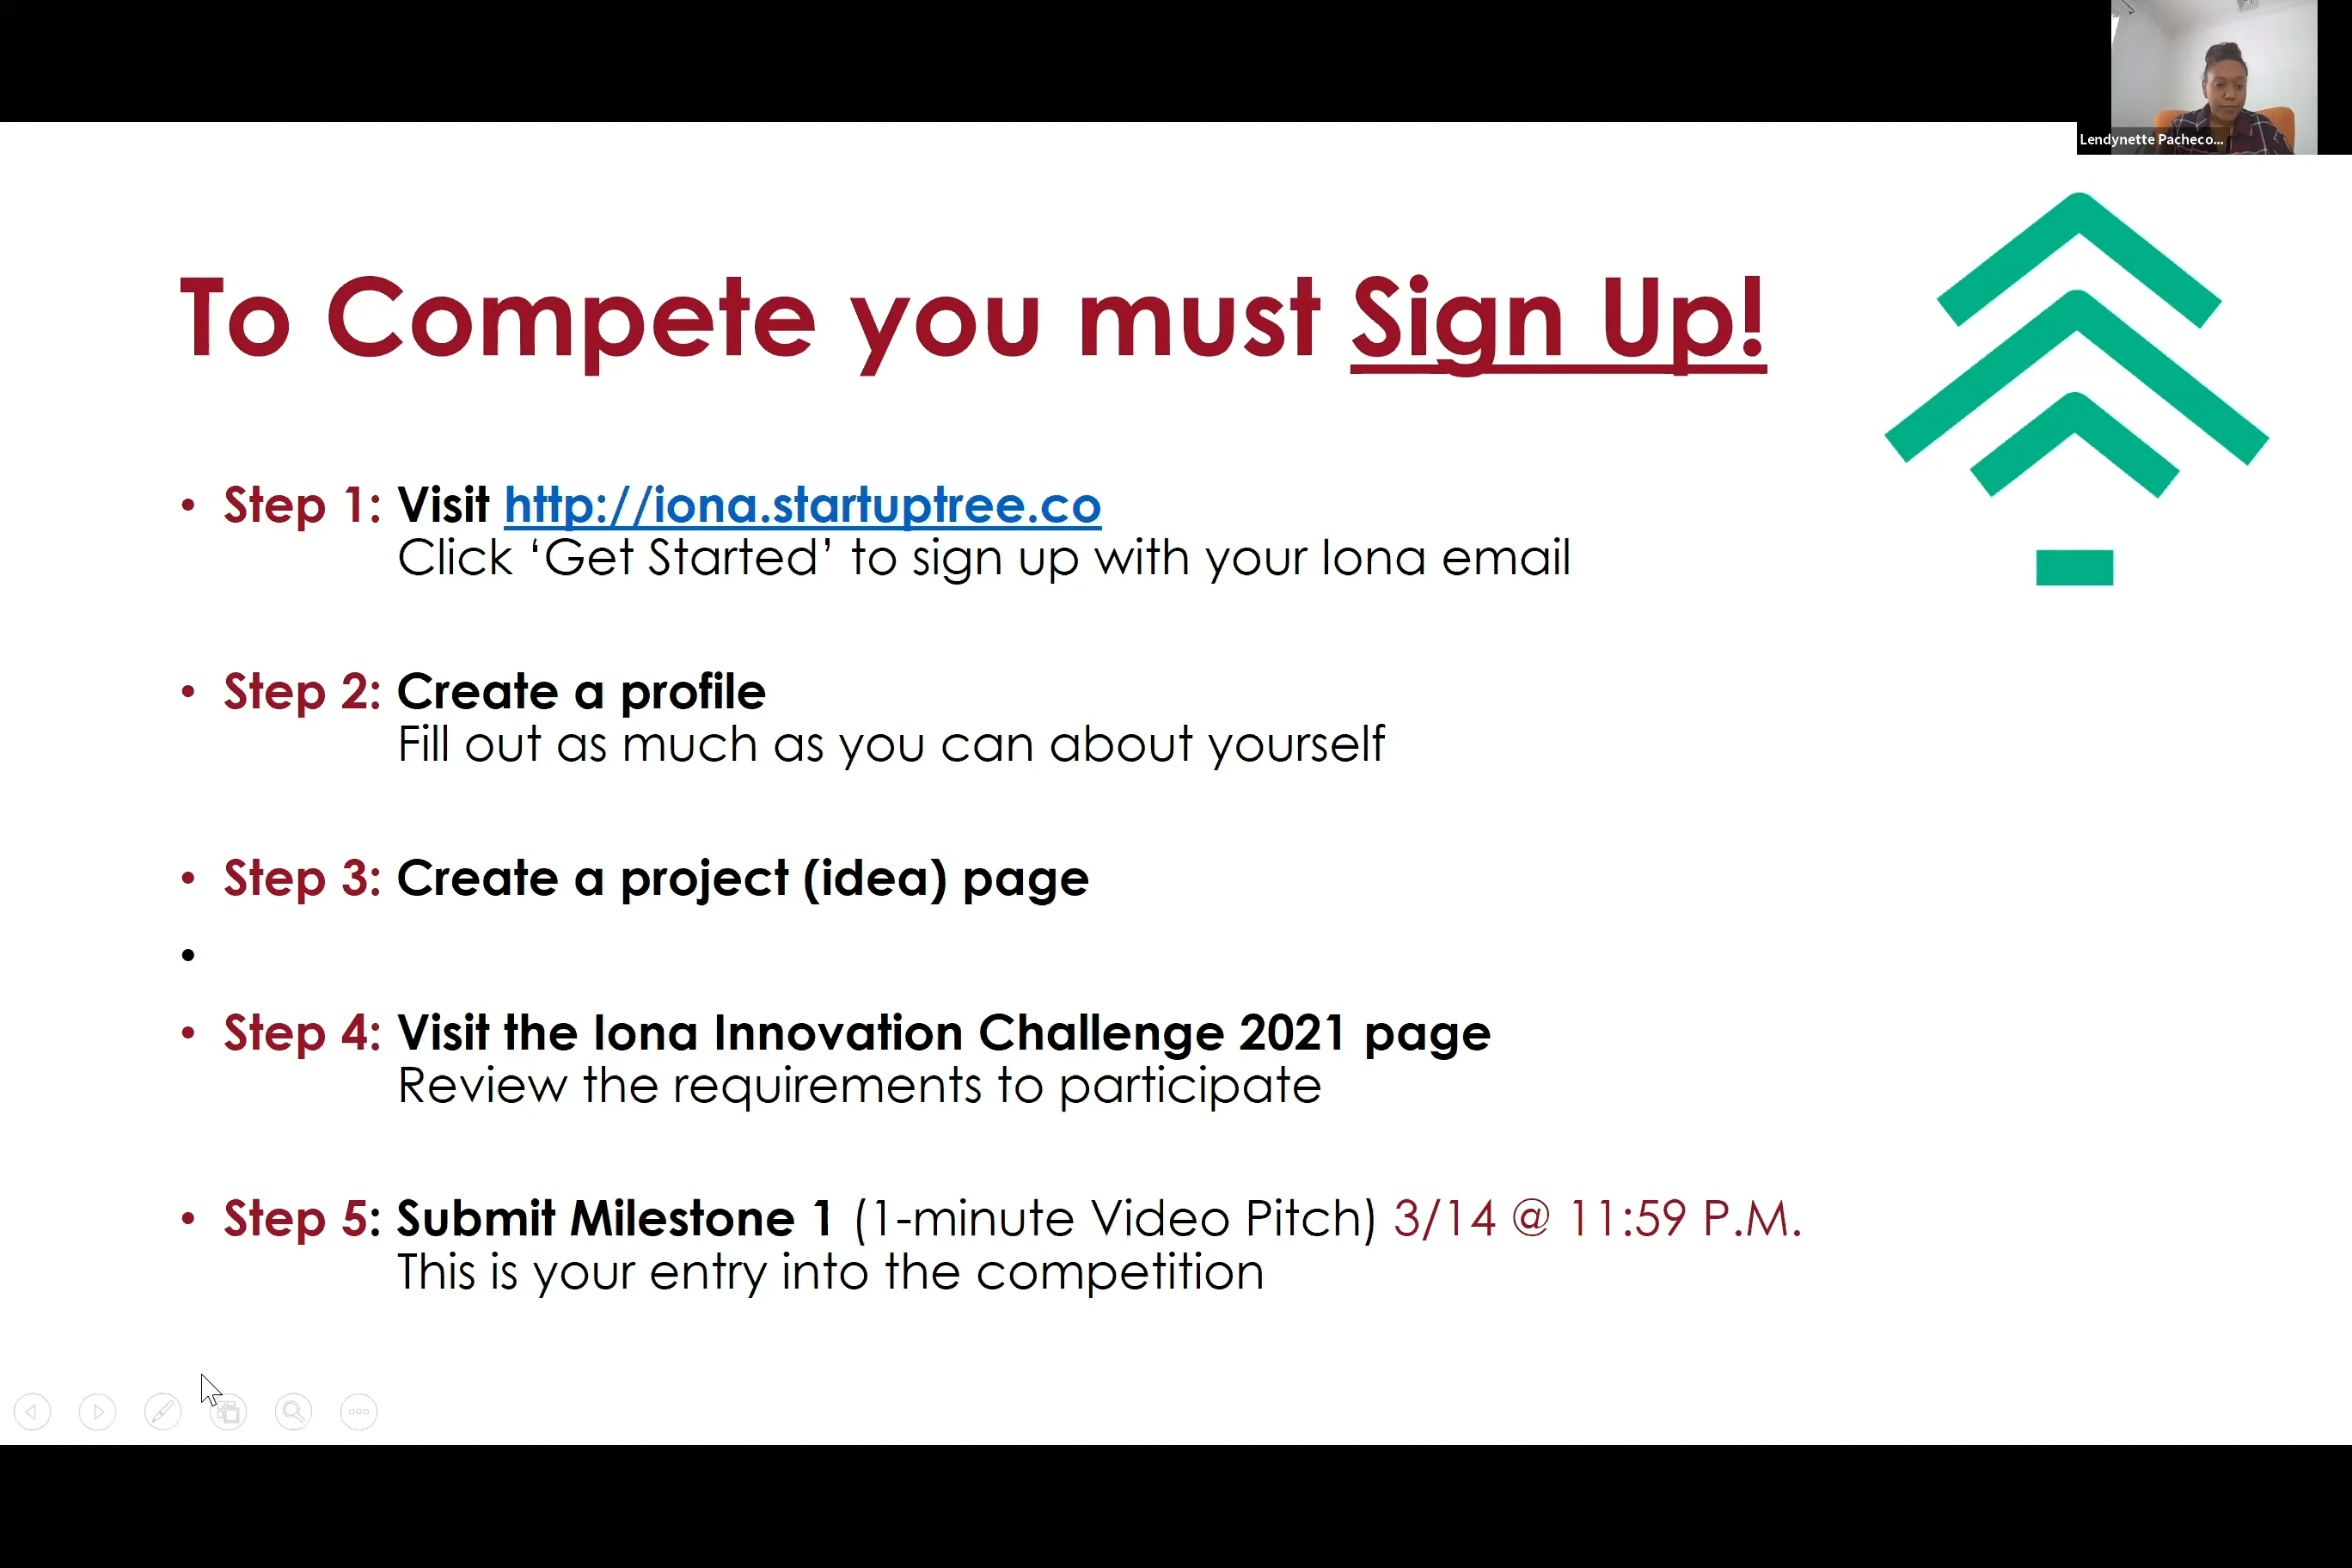 Lendynette Pacheco...
To Compete you must Sign Up!
• Step 1: Visit http://iona.startuptree.co
Click ‘Get Started’ to sign up with your Iona email
• Step 2: Create a profile
Fill out as much as you can about yourself
• Step 3: Create a project (idea) page
•
• Step 4: Visit the Iona Innovation Challenge 2021 page
Review the requirements to participate
• Step 5: Submit Milestone 1 (1-minute Video Pitch) 3/14 @ 11:59 P.M.
This is your entry into the competition